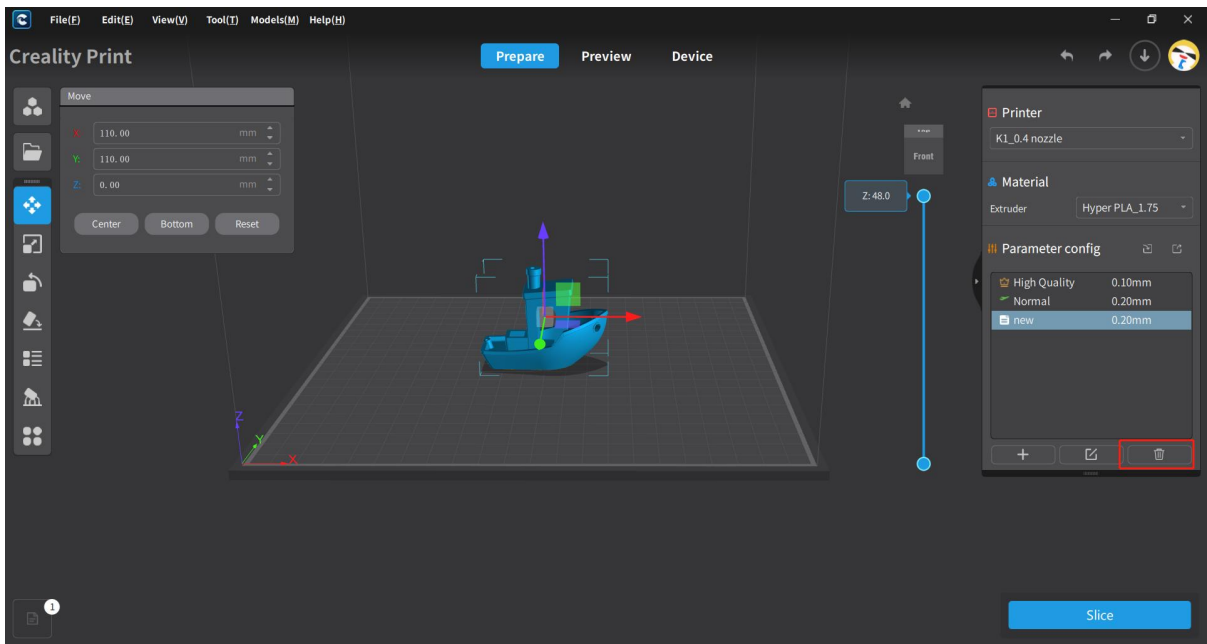 File(F) Edit(E) View(V) Tool(T) Models(M) Help(H)
Creality Print
Prepare Preview Device
Move
X: 110.00 mm
Y: 110.00 mm
Z: 0.00 mm
Center Bottom Reset
Front
Z: 48.0
Printer
K1_0.4 nozzle
Material
Extruder Hyper PLA_1.75
Parameter config
High Quality 0.10mm
Normal 0.20mm
new 0.20mm
Z
Y
X
1
Slice